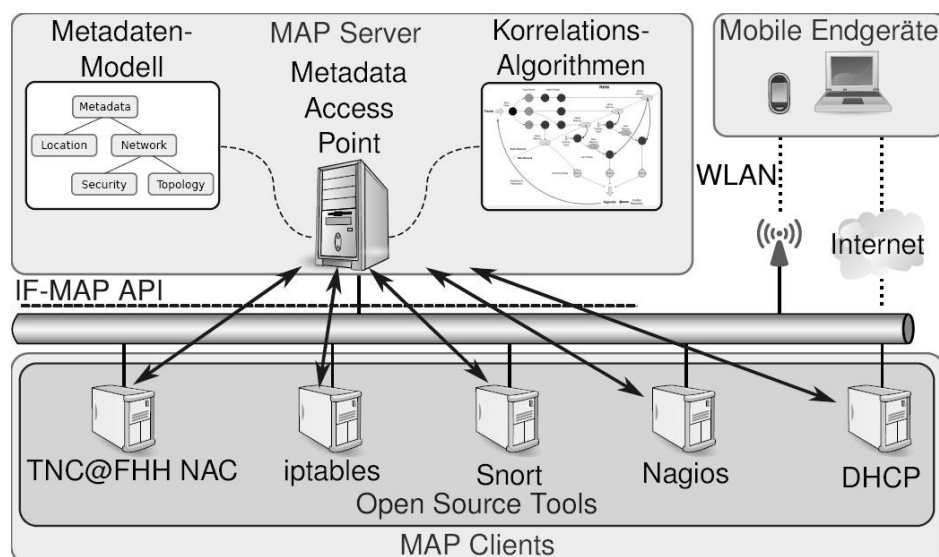 Metadaten-
Modell
MAP Server
Metadata
Access
Point
Korrelations-
Algorithmen
Mobile Endgeräte
Metadata
Location
Network
Security
Topology
WLAN
Internet
IF-MAP API
TNC@FHH NAC
iptables
Snort
Nagios
DHCP
Open Source Tools
MAP Clients